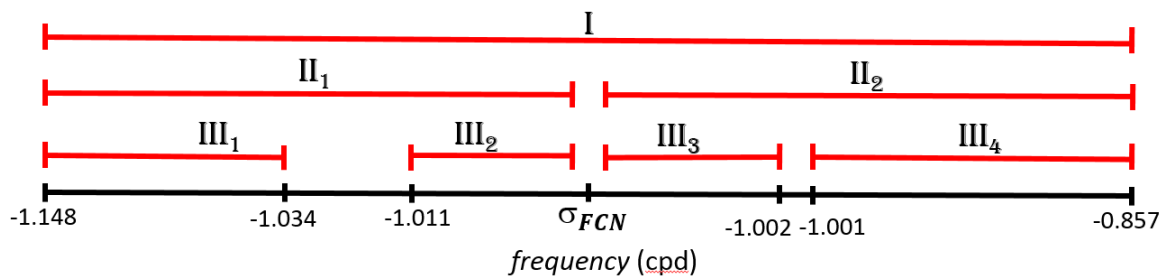 I
II₁ II₂
III₁ III₂ III₃ III₄
-1.148 -1.034 -1.011 σ_FCN -1.002 -1.001 -0.857
frequency (cpd)